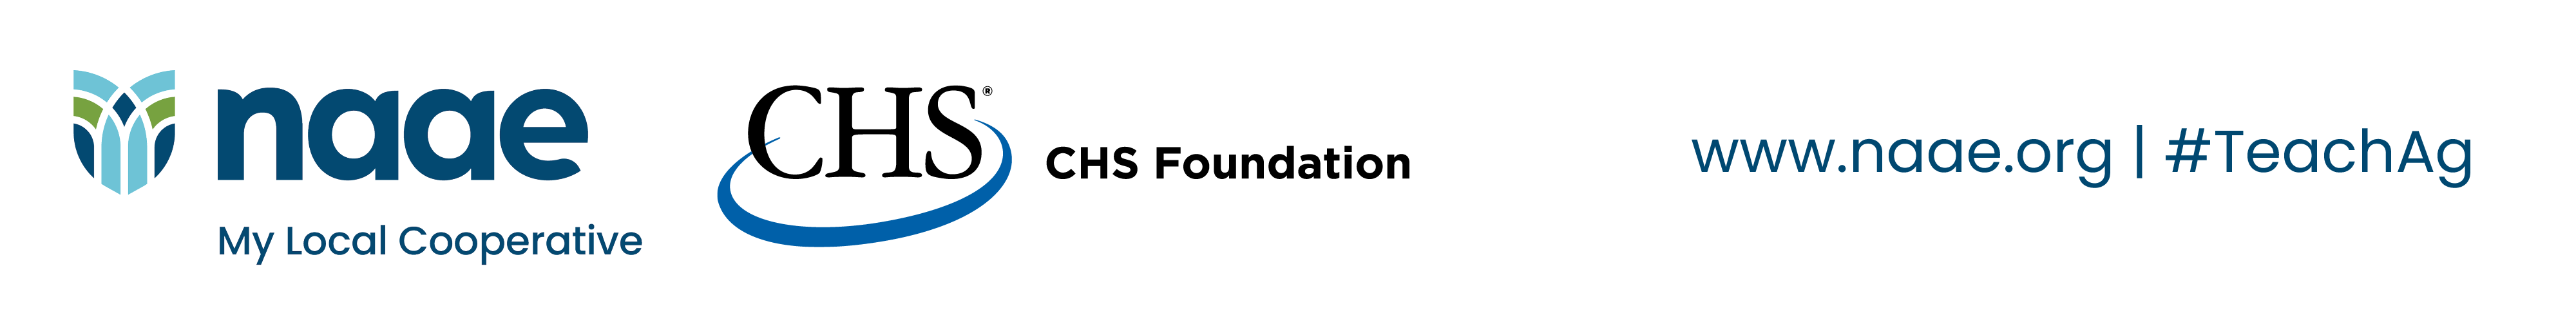 naae
My Local Cooperative
CHS®
CHS Foundation
www.naae.org | #TeachAg